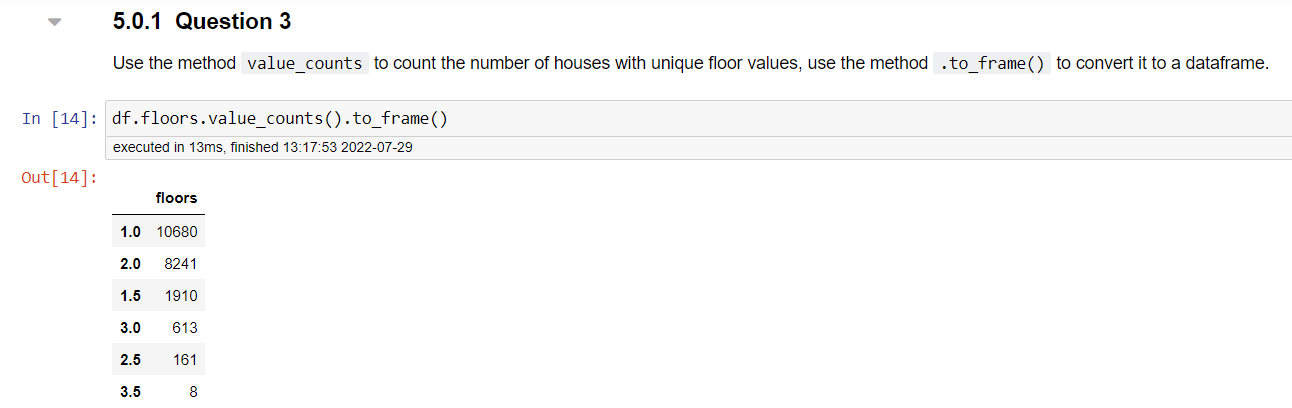 5.0.1 Question 3
Use the method value_counts to count the number of houses with unique floor values, use the method .to_frame() to convert it to a dataframe.
In [14]: df.floors.value_counts().to_frame()
executed in 13ms, finished 13:17:53 2022-07-29
Out[14]:
floors
1.0 10680
2.0 8241
1.5 1910
3.0 613
2.5 161
3.5 8